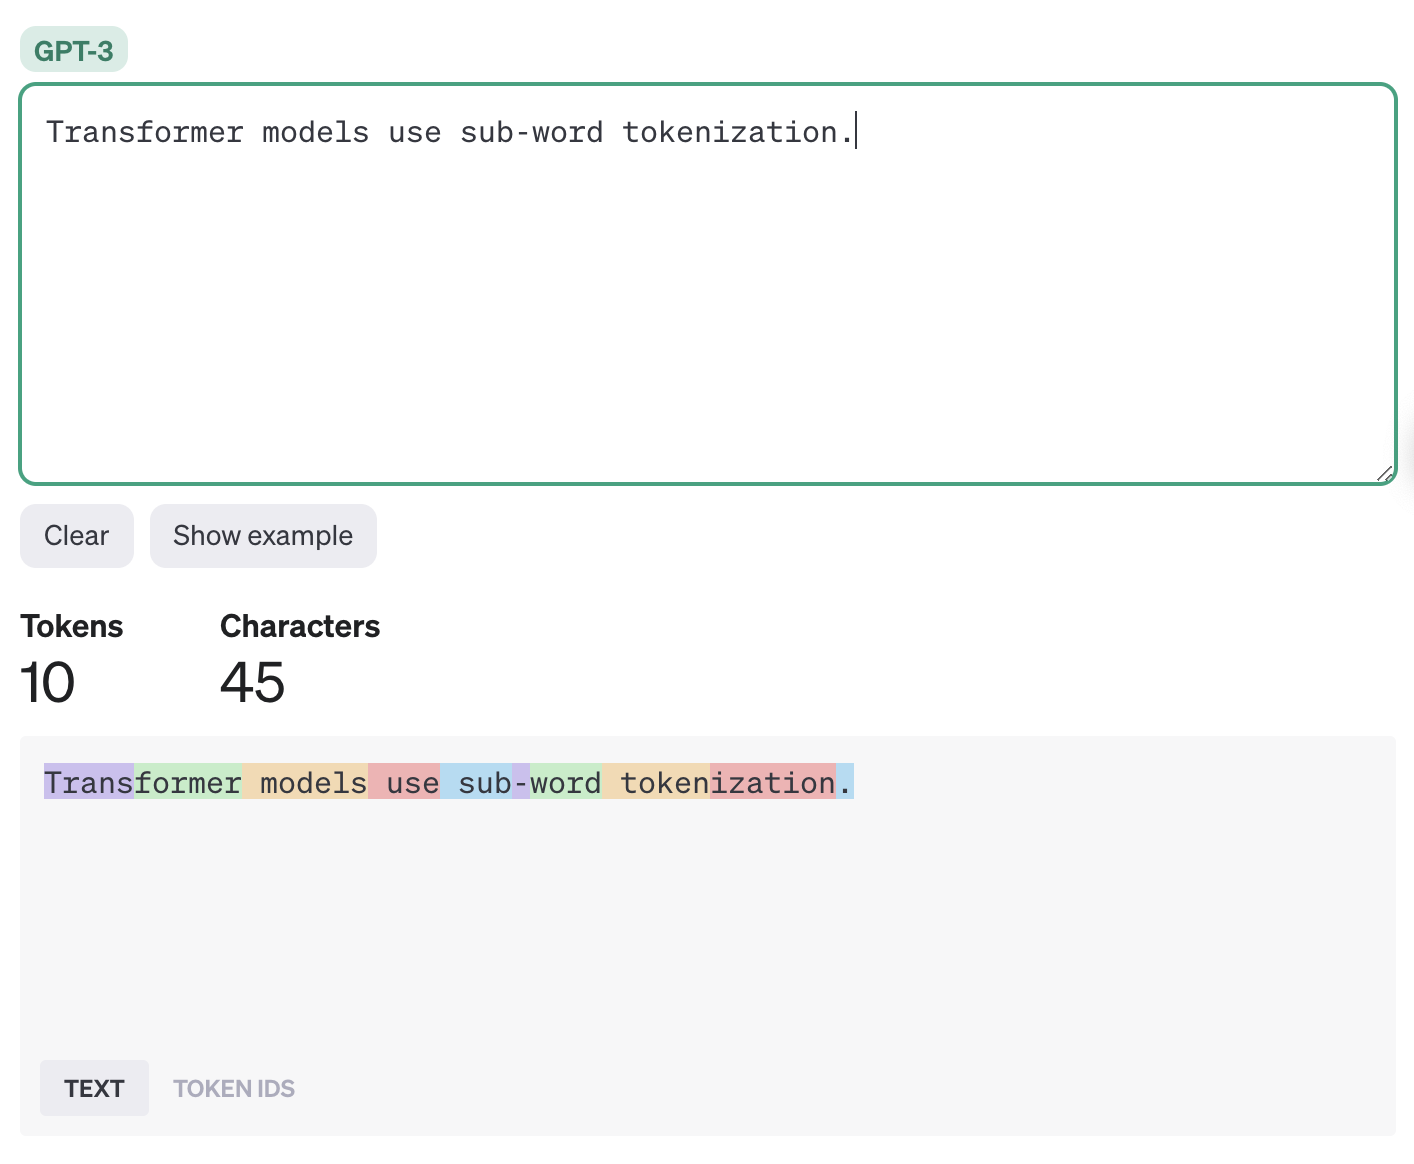 GPT-3
Transformer models use sub-word tokenization.
Clear Show example
Tokens Characters
10 45
Transformer models use sub-word tokenization.
TEXT TOKEN IDS